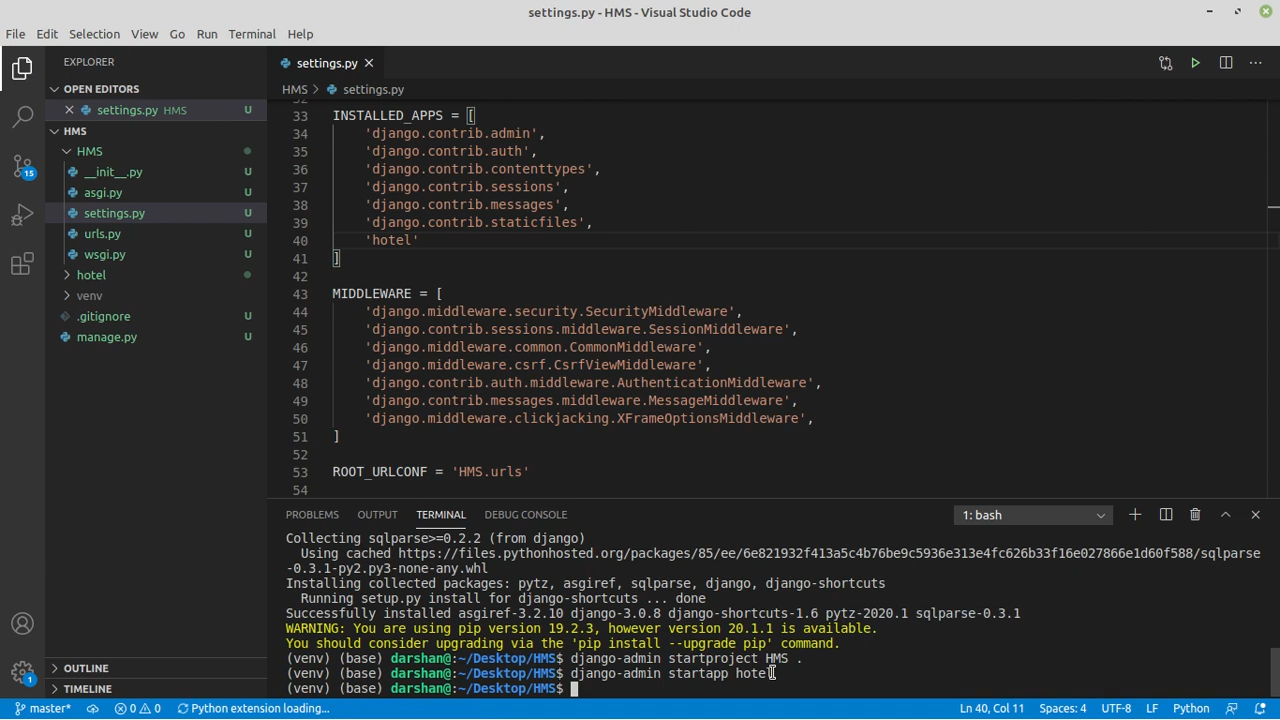 settings.py - HMS - Visual Studio Code
File Edit Selection View Go Run Terminal Help
EXPLORER
OPEN EDITORS
settings.py HMS U
HMS
HMS
__init__.py U
asgi.py U
settings.py U
urls.py U
wsgi.py U
hotel
venv
.gitignore U
manage.py U
OUTLINE
TIMELINE
15
1
settings.py
HMS > settings.py
32
33 INSTALLED_APPS = [
34 'django.contrib.admin',
35 'django.contrib.auth',
36 'django.contrib.contenttypes',
37 'django.contrib.sessions',
38 'django.contrib.messages',
39 'django.contrib.staticfiles',
40 'hotel'
41 ]
42
43 MIDDLEWARE = [
44 'django.middleware.security.SecurityMiddleware',
45 'django.contrib.sessions.middleware.SessionMiddleware',
46 'django.middleware.common.CommonMiddleware',
47 'django.middleware.csrf.CsrfViewMiddleware',
48 'django.contrib.auth.middleware.AuthenticationMiddleware',
49 'django.contrib.messages.middleware.MessageMiddleware',
50 'django.middleware.clickjacking.XFrameOptionsMiddleware',
51 ]
52
53 ROOT_URLCONF = 'HMS.urls'
54
PROBLEMS OUTPUT TERMINAL DEBUG CONSOLE 1: bash
Collecting sqlparse>=0.2.2 (from django)
Using cached https://files.pythonhosted.org/packages/85/ee/6e821932f413a5c4b76be9c5936e313e4fc626b33f16e027866e1d60f588/sqlparse
-0.3.1-py2.py3-none-any.whl
Installing collected packages: pytz, asgiref, sqlparse, django, django-shortcuts
Running setup.py install for django-shortcuts ... done
Successfully installed asgiref-3.2.10 django-3.0.8 django-shortcuts-1.6 pytz-2020.1 sqlparse-0.3.1
WARNING: You are using pip version 19.2.3, however version 20.1.1 is available.
You should consider upgrading via the 'pip install --upgrade pip' command.
(venv) (base) darshan@:~/Desktop/HMS$ django-admin startproject HMS .
(venv) (base) darshan@:~/Desktop/HMS$ django-admin startapp hotel
(venv) (base) darshan@:~/Desktop/HMS$
master* 0 0 Python extension loading... Ln 40, Col 11 Spaces: 4 UTF-8 LF Python